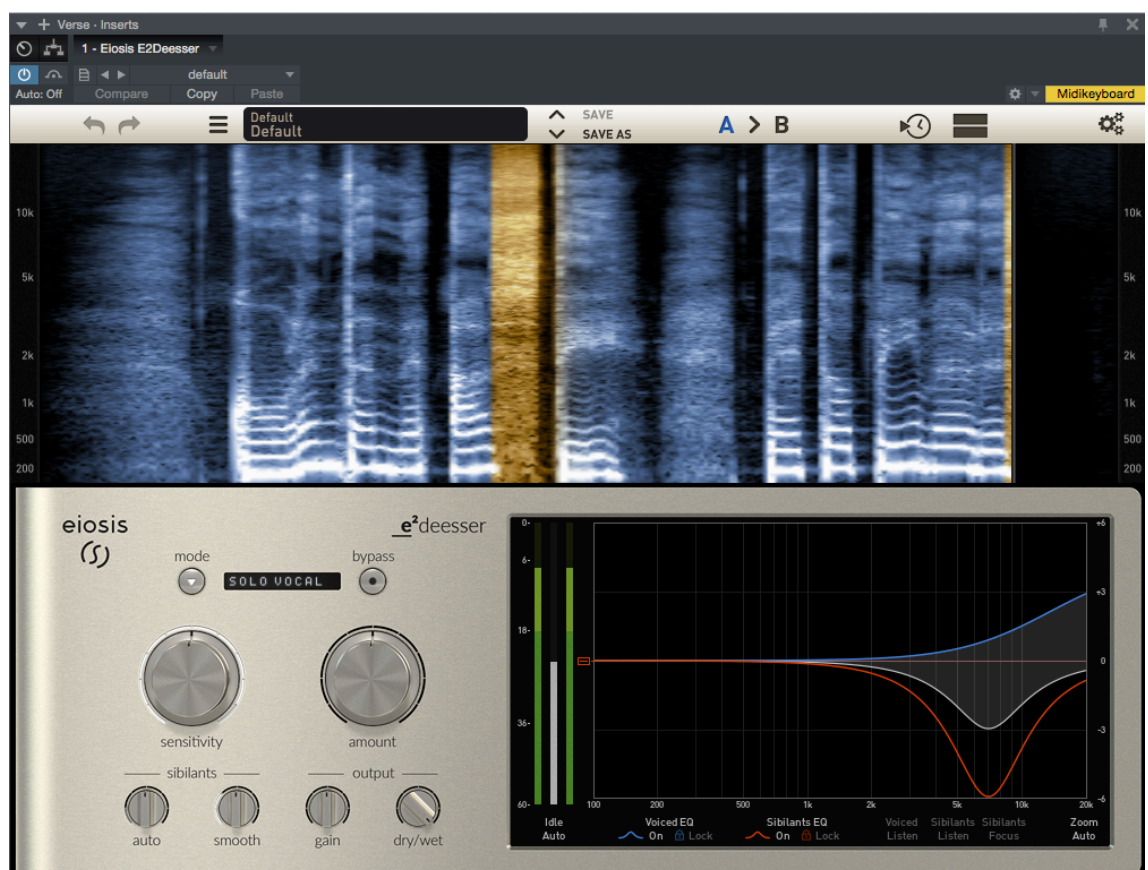 Verse · Inserts
1 - Eiosis E2Deesser
default
Auto: Off Compare Copy Paste Midikeyboard
Default
Default
SAVE
SAVE AS
A > B
10k 10k
5k 5k
2k 2k
1k 1k
500 500
200 200
eiosis
e²deesser
mode bypass
SOLO VOCAL
sensitivity amount
sibilants output
auto smooth gain dry/wet
0- +6
6-
+3
18-
0
36-
-3
60- -6
100 200 500 1k 2k 5k 10k 20k
Idle Voiced EQ Sibilants EQ Voiced Sibilants Sibilants Zoom
Auto On Lock On Lock Listen Listen Focus Auto